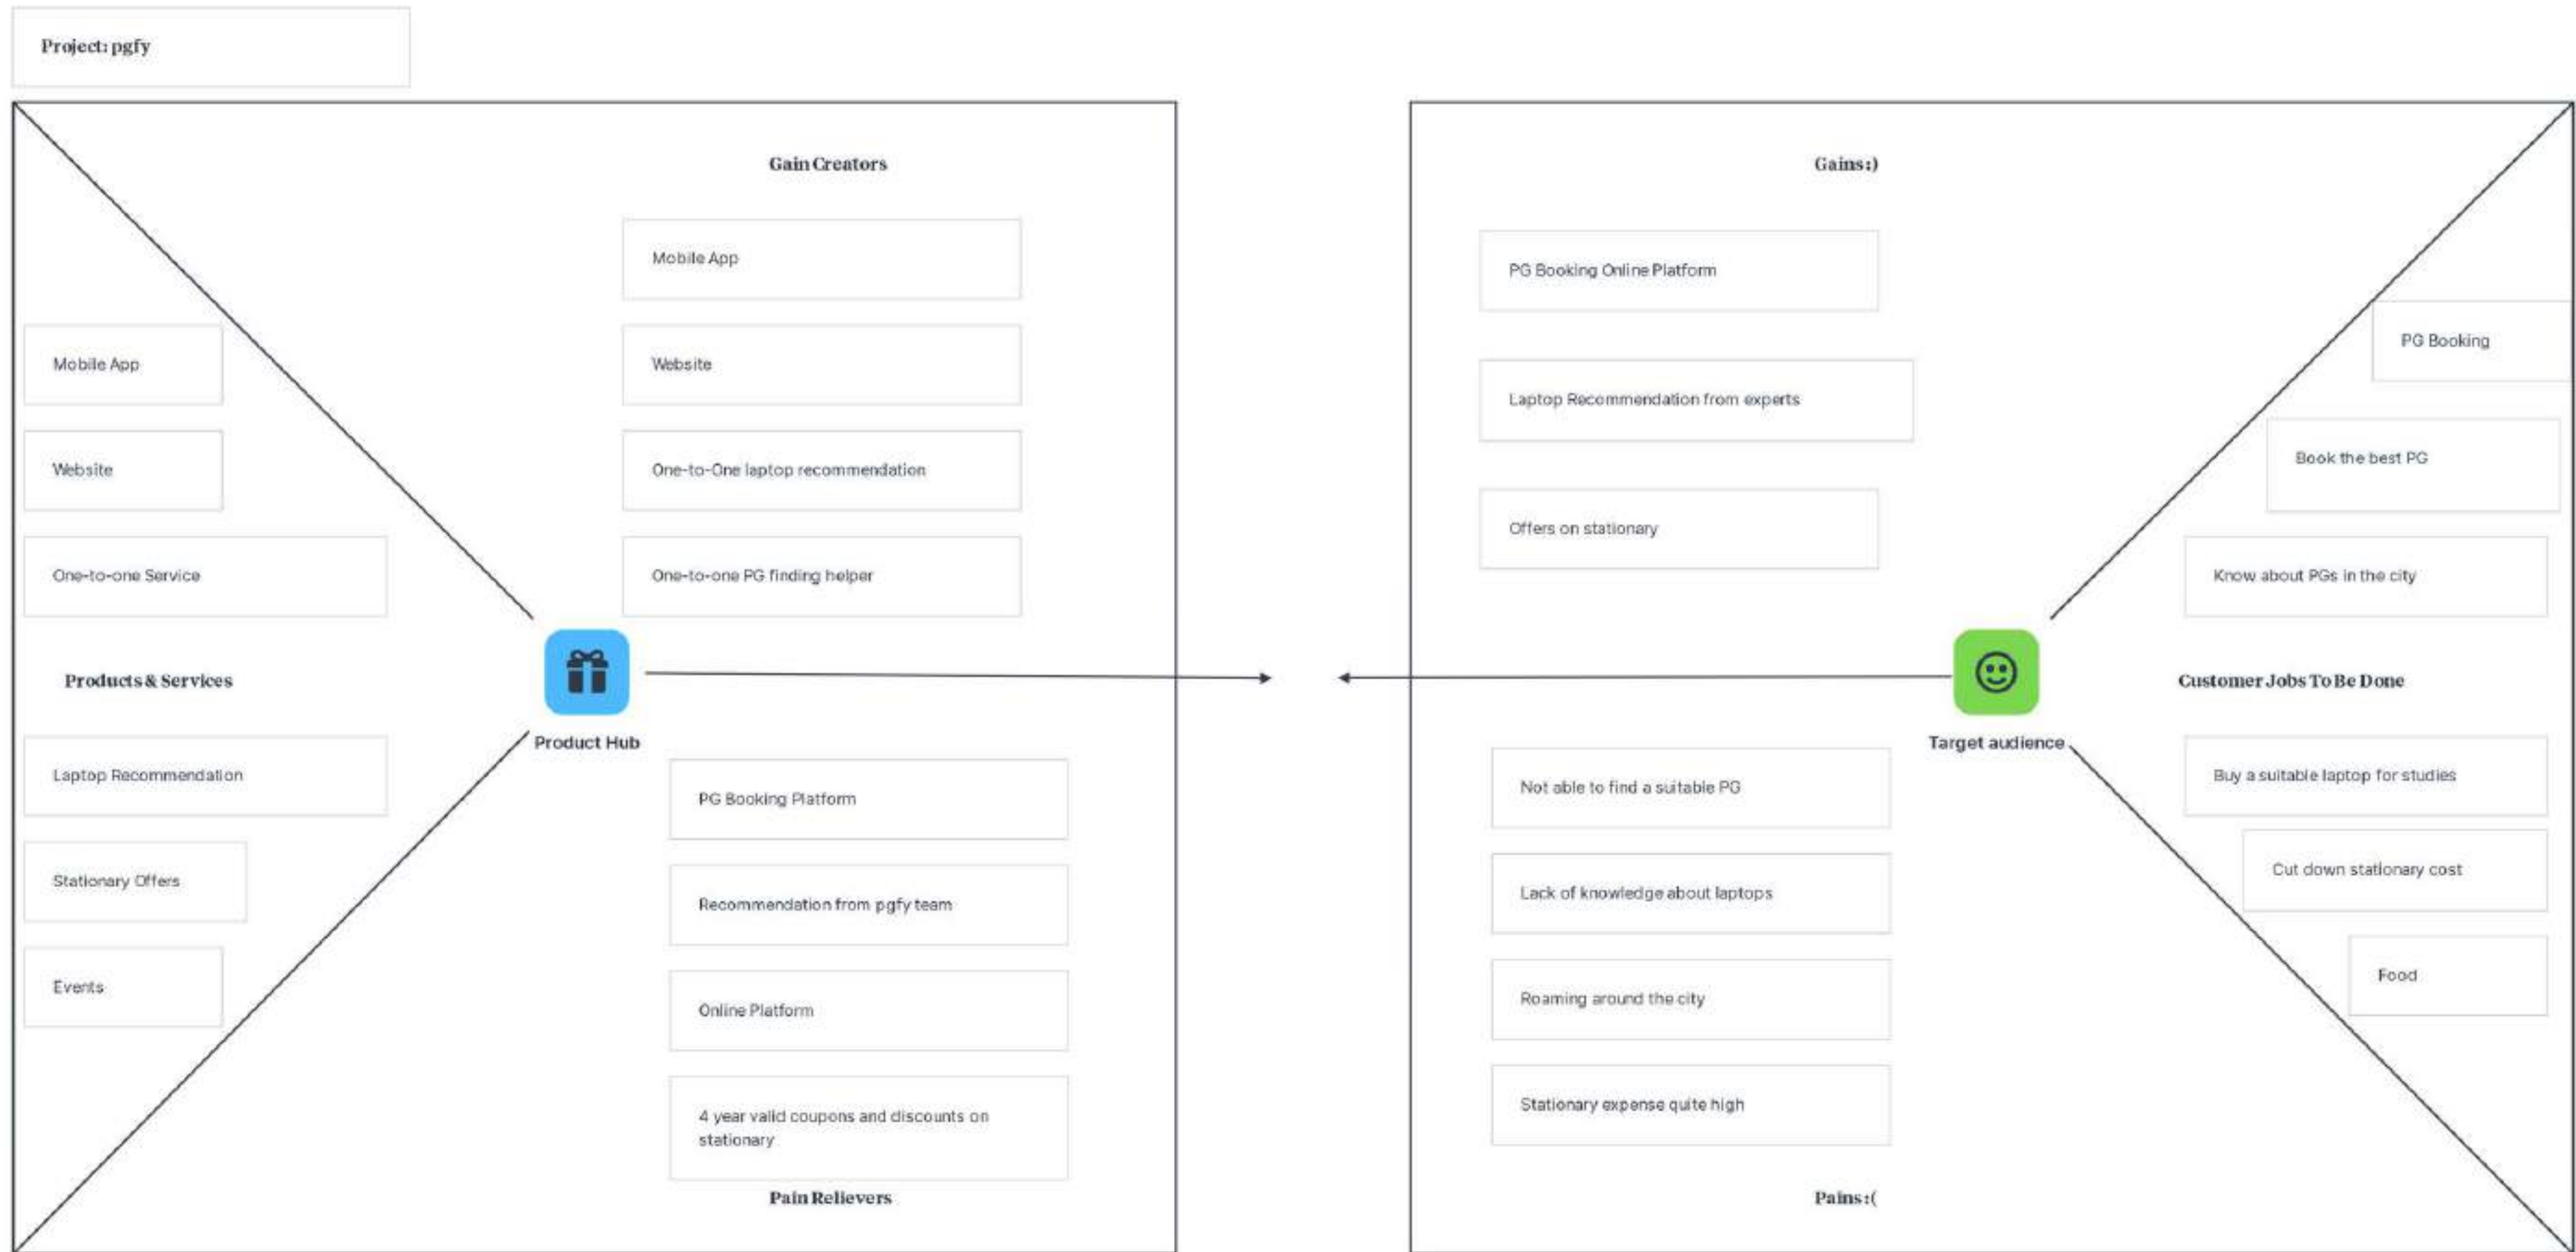 Project: pgfy
Gain Creators
Mobile App
Website
One-to-One laptop recommendation
One-to-one PG finding helper
Mobile App
Website
One-to-one Service
Products & Services
Laptop Recommendation
Stationary Offers
Events
Product Hub
PG Booking Platform
Recommendation from pgfy team
Online Platform
4 year valid coupons and discounts on
stationary
Pain Relievers
Gains :)
PG Booking Online Platform
Laptop Recommendation from experts
Offers on stationary
Target audience
Not able to find a suitable PG
Lack of knowledge about laptops
Roaming around the city
Stationary expense quite high
Pains :(
PG Booking
Book the best PG
Know about PGs in the city
Customer Jobs To Be Done
Buy a suitable laptop for studies
Cut down stationary cost
Food